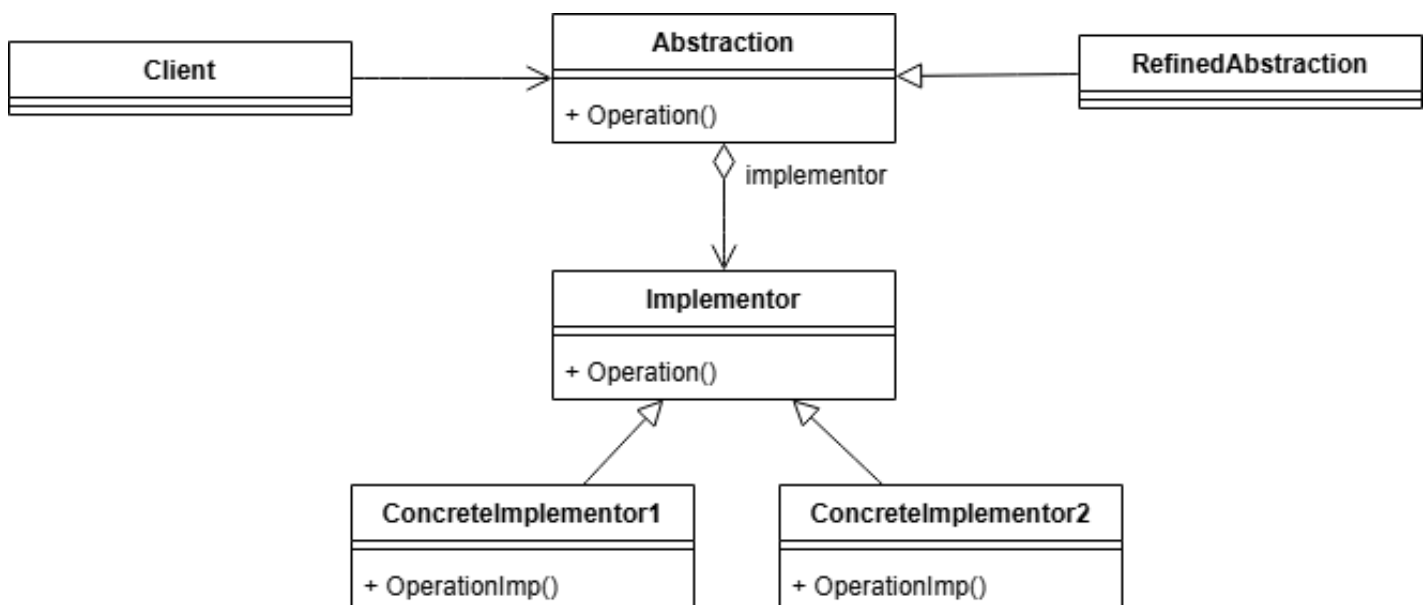 Client
Abstraction
+ Operation()
RefinedAbstraction
implementor
Implementor
+ Operation()
ConcreteImplementor1
+ OperationImp()
ConcreteImplementor2
+ OperationImp()